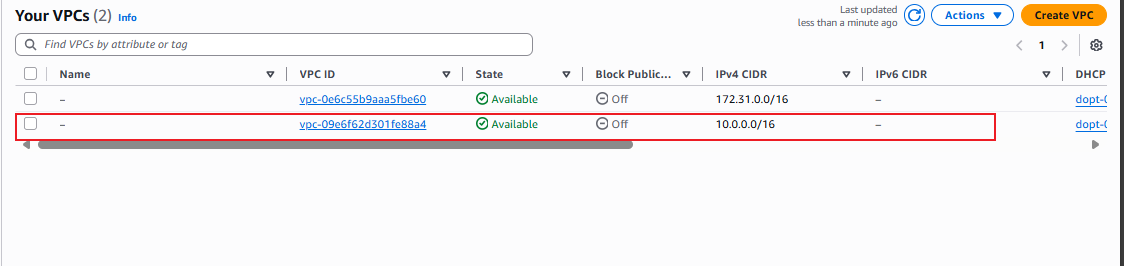 Your VPCs (2) Info
Last updated
less than a minute ago
Actions
Create VPC
Find VPCs by attribute or tag
1
Name VPC ID State Block Public... IPv4 CIDR IPv6 CIDR DHCP
– vpc-0e6c55b9aaa5fbe60 Available Off 172.31.0.0/16 – dopt-0
– vpc-09e6f62d301fe88a4 Available Off 10.0.0.0/16 – dopt-0